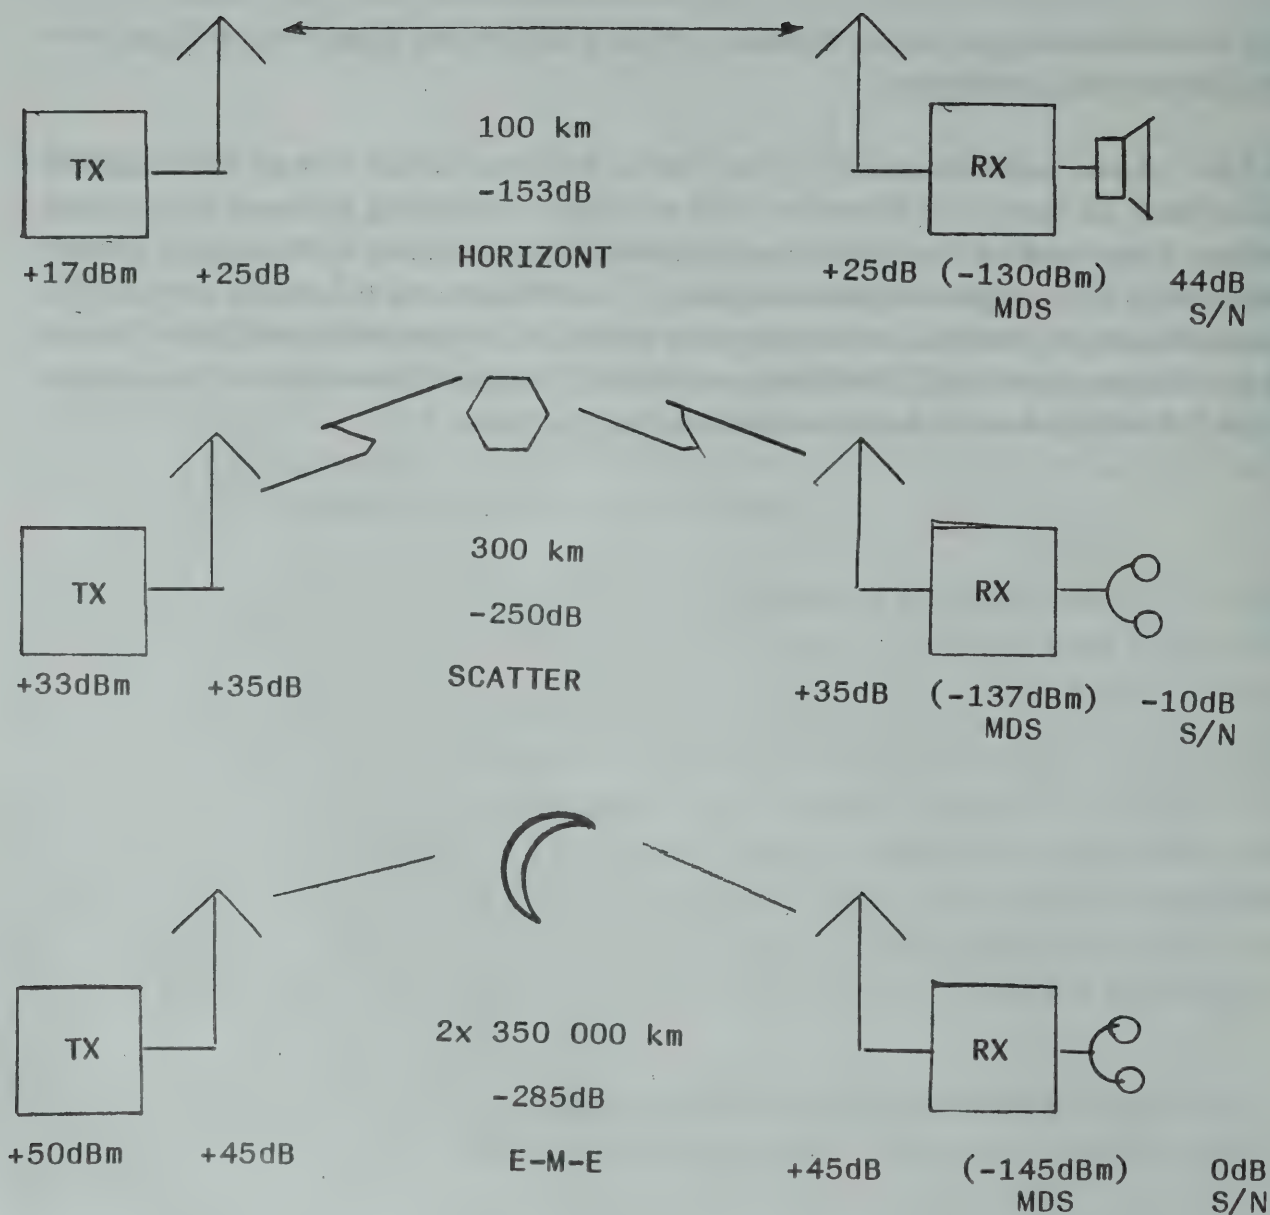 100 km
TX
RX
-153dB
HORIZONT
+17dBm +25dB
+25dB (-130dBm) 44dB
MDS S/N
300 km
TX
RX
-250dB
SCATTER
+33dBm +35dB
+35dB (-137dBm) -10dB
MDS S/N
2x 350 000 km
TX
RX
-285dB
E-M-E
+50dBm +45dB
+45dB (-145dBm) 0dB
MDS S/N